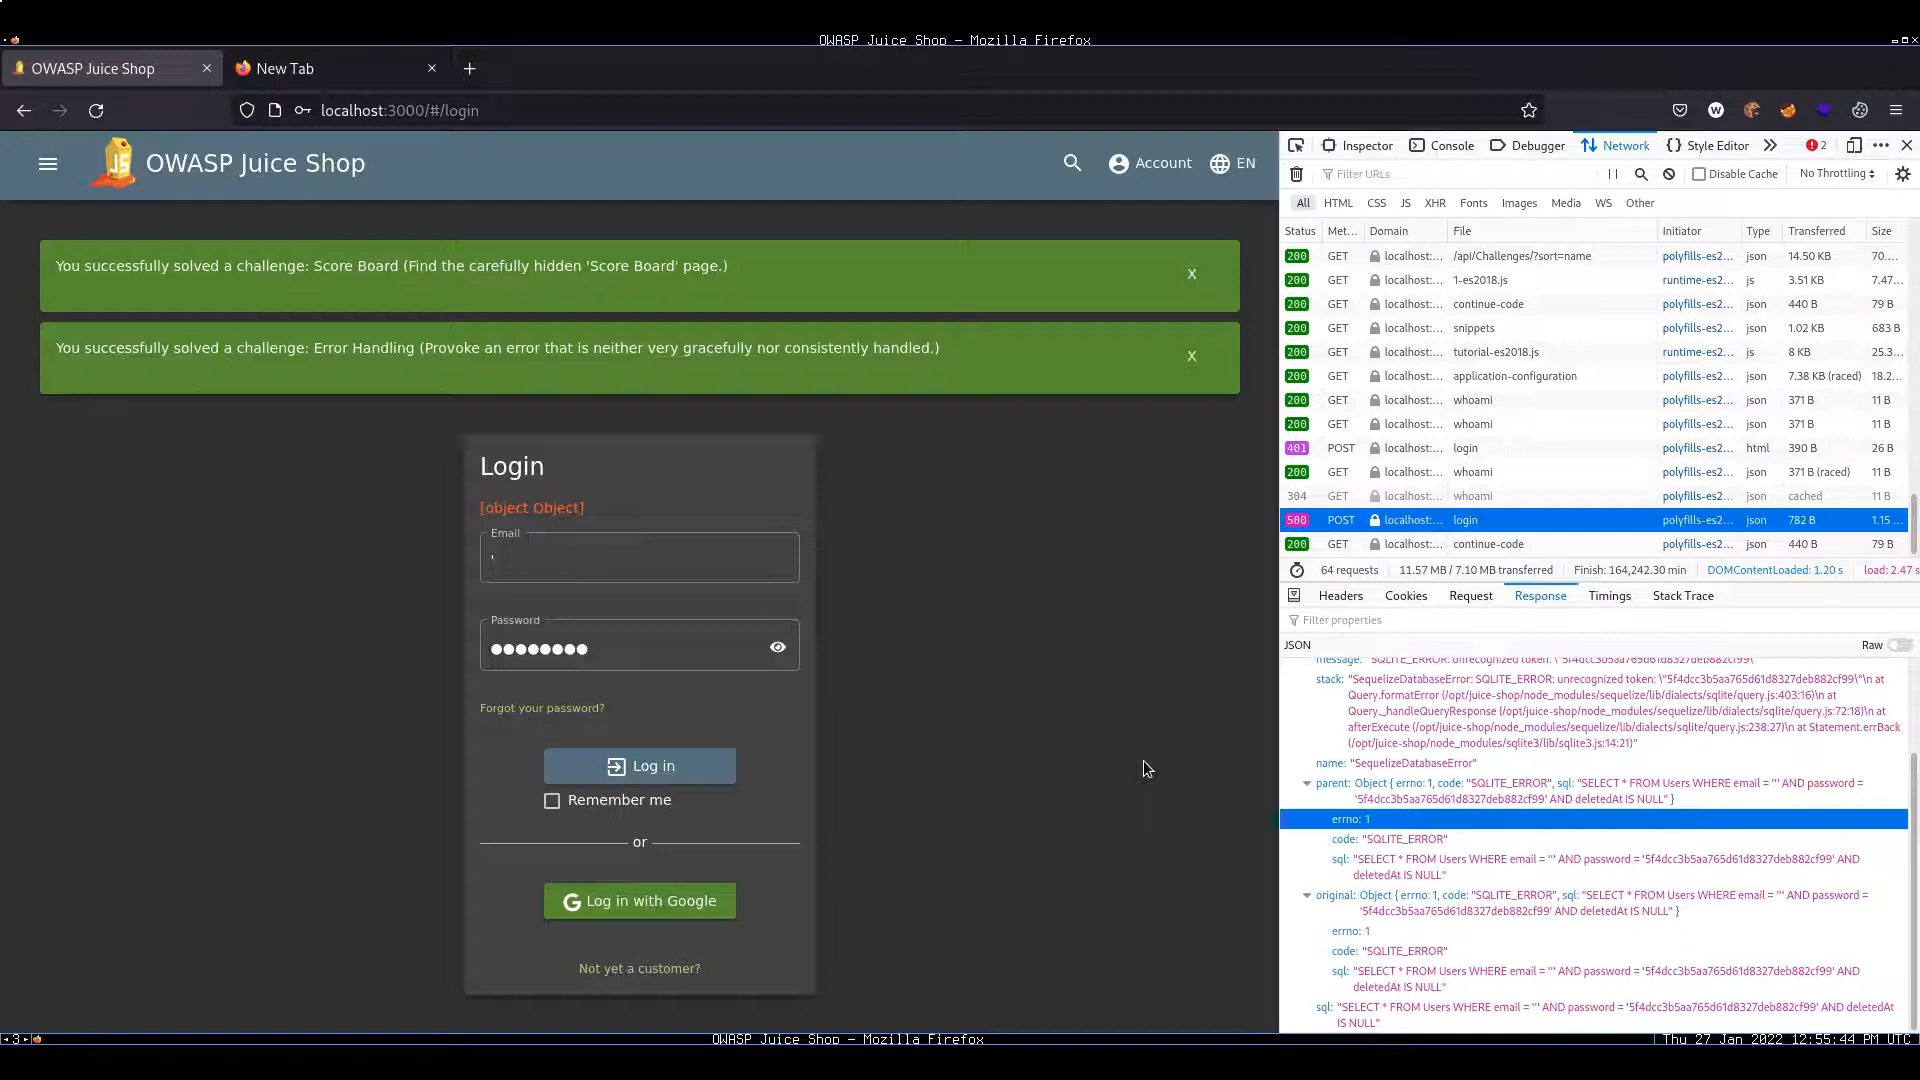 OWASP Juice Shop — Mozilla Firefox
OWASP Juice Shop
New Tab
localhost:3000/#/login
OWASP Juice Shop
Account
EN
You successfully solved a challenge: Score Board (Find the carefully hidden 'Score Board' page.)
X
You successfully solved a challenge: Error Handling (Provoke an error that is neither very gracefully nor consistently handled.)
X
Login
[object Object]
Email
'
Password
Forgot your password?
Log in
Remember me
or
Log in with Google
Not yet a customer?
Inspector Console Debugger Network Style Editor 2
Filter URLs
Disable Cache No Throttling
All HTML CSS JS XHR Fonts Images Media WS Other
Status Met... Domain File Initiator Type Transferred Size
200 GET localhost:... /api/Challenges/?sort=name polyfills-es2... json 14.50 KB 70....
200 GET localhost:... 1-es2018.js runtime-es2... js 3.51 KB 7.47...
200 GET localhost:... continue-code polyfills-es2... json 440 B 79 B
200 GET localhost:... snippets polyfills-es2... json 1.02 KB 683 B
200 GET localhost:... tutorial-es2018.js runtime-es2... js 8 KB 25.3...
200 GET localhost:... application-configuration polyfills-es2... json 7.38 KB (raced) 18.2...
200 GET localhost:... whoami polyfills-es2... json 371 B 11 B
200 GET localhost:... whoami polyfills-es2... json 371 B 11 B
401 POST localhost:... login polyfills-es2... html 390 B 26 B
200 GET localhost:... whoami polyfills-es2... json 371 B (raced) 11 B
304 GET localhost:... whoami polyfills-es2... json cached 11 B
500 POST localhost:... login polyfills-es2... json 782 B 1.15 ...
200 GET localhost:... continue-code polyfills-es2... json 440 B 79 B
64 requests 11.57 MB / 7.10 MB transferred Finish: 164,242.30 min DOMContentLoaded: 1.20 s load: 2.47 s
Headers Cookies Request Response Timings Stack Trace
Filter properties
JSON Raw
message: "SQLITE_ERROR: unrecognized token: \"5f4dcc3b5aa765d61d8327deb882cf99\"
stack: "SequelizeDatabaseError: SQLITE_ERROR: unrecognized token: \"5f4dcc3b5aa765d61d8327deb882cf99\"\n at
Query.formatError (/opt/juice-shop/node_modules/sequelize/lib/dialects/sqlite/query.js:403:16)\n at
Query._handleQueryResponse (/opt/juice-shop/node_modules/sequelize/lib/dialects/sqlite/query.js:72:18)\n at
afterExecute (/opt/juice-shop/node_modules/sequelize/lib/dialects/sqlite/query.js:238:27)\n at Statement.errBack
(/opt/juice-shop/node_modules/sqlite3/lib/sqlite3.js:14:21)"
name: "SequelizeDatabaseError"
parent: Object { errno: 1, code: "SQLITE_ERROR", sql: "SELECT * FROM Users WHERE email = ''' AND password =
'5f4dcc3b5aa765d61d8327deb882cf99' AND deletedAt IS NULL" }
errno: 1
code: "SQLITE_ERROR"
sql: "SELECT * FROM Users WHERE email = ''' AND password = '5f4dcc3b5aa765d61d8327deb882cf99' AND
deletedAt IS NULL"
original: Object { errno: 1, code: "SQLITE_ERROR", sql: "SELECT * FROM Users WHERE email = ''' AND password =
'5f4dcc3b5aa765d61d8327deb882cf99' AND deletedAt IS NULL" }
errno: 1
code: "SQLITE_ERROR"
sql: "SELECT * FROM Users WHERE email = ''' AND password = '5f4dcc3b5aa765d61d8327deb882cf99' AND
deletedAt IS NULL"
sql: "SELECT * FROM Users WHERE email = ''' AND password = '5f4dcc3b5aa765d61d8327deb882cf99' AND deletedAt
IS NULL"
3 OWASP Juice Shop — Mozilla Firefox Thu 27 Jan 2022 12:55:44 PM UTC